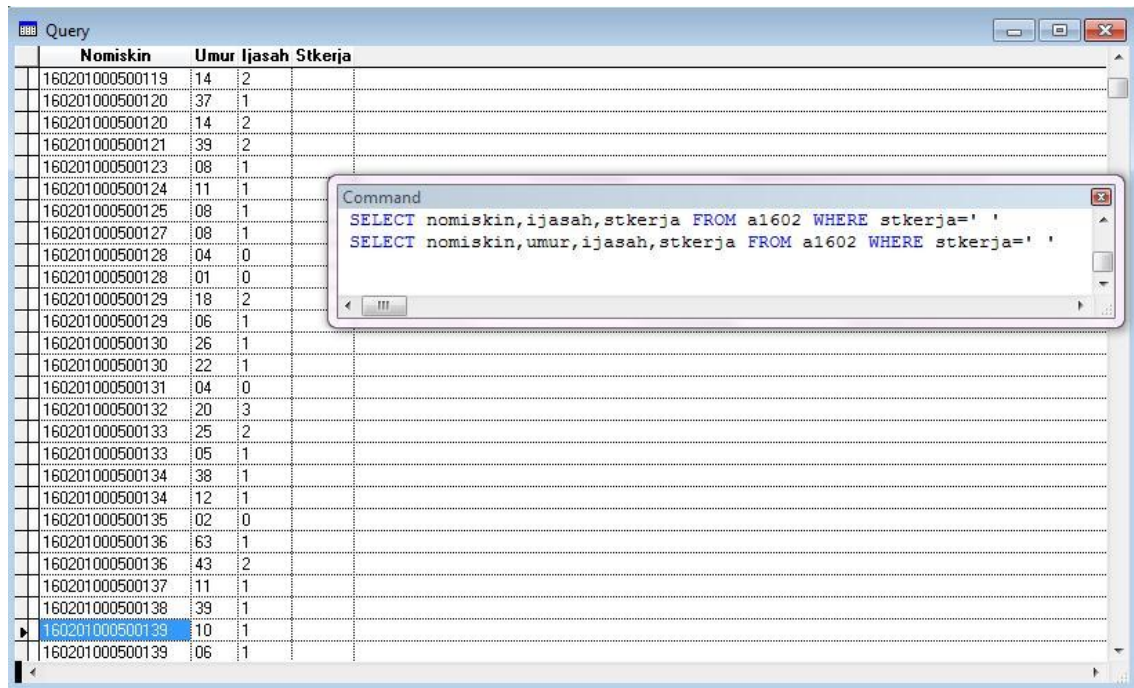 Query
Nomiskin Umur Ijasah Stkerja
160201000500119 14 2
160201000500120 37 1
160201000500120 14 2
160201000500121 39 2
160201000500123 08 1
160201000500124 11 1
160201000500125 08 1
160201000500127 08 1
160201000500128 04 0
160201000500128 01 0
160201000500129 18 2
160201000500129 06 1
160201000500130 26 1
160201000500130 22 1
160201000500131 04 0
160201000500132 20 3
160201000500133 25 2
160201000500133 05 1
160201000500134 38 1
160201000500134 12 1
160201000500135 02 0
160201000500136 63 1
160201000500136 43 2
160201000500137 11 1
160201000500138 39 1
160201000500139 10 1
160201000500139 06 1
Command
SELECT nomiskin,ijasah,stkerja FROM a1602 WHERE stkerja=' '
SELECT nomiskin,umur,ijasah,stkerja FROM a1602 WHERE stkerja=' '